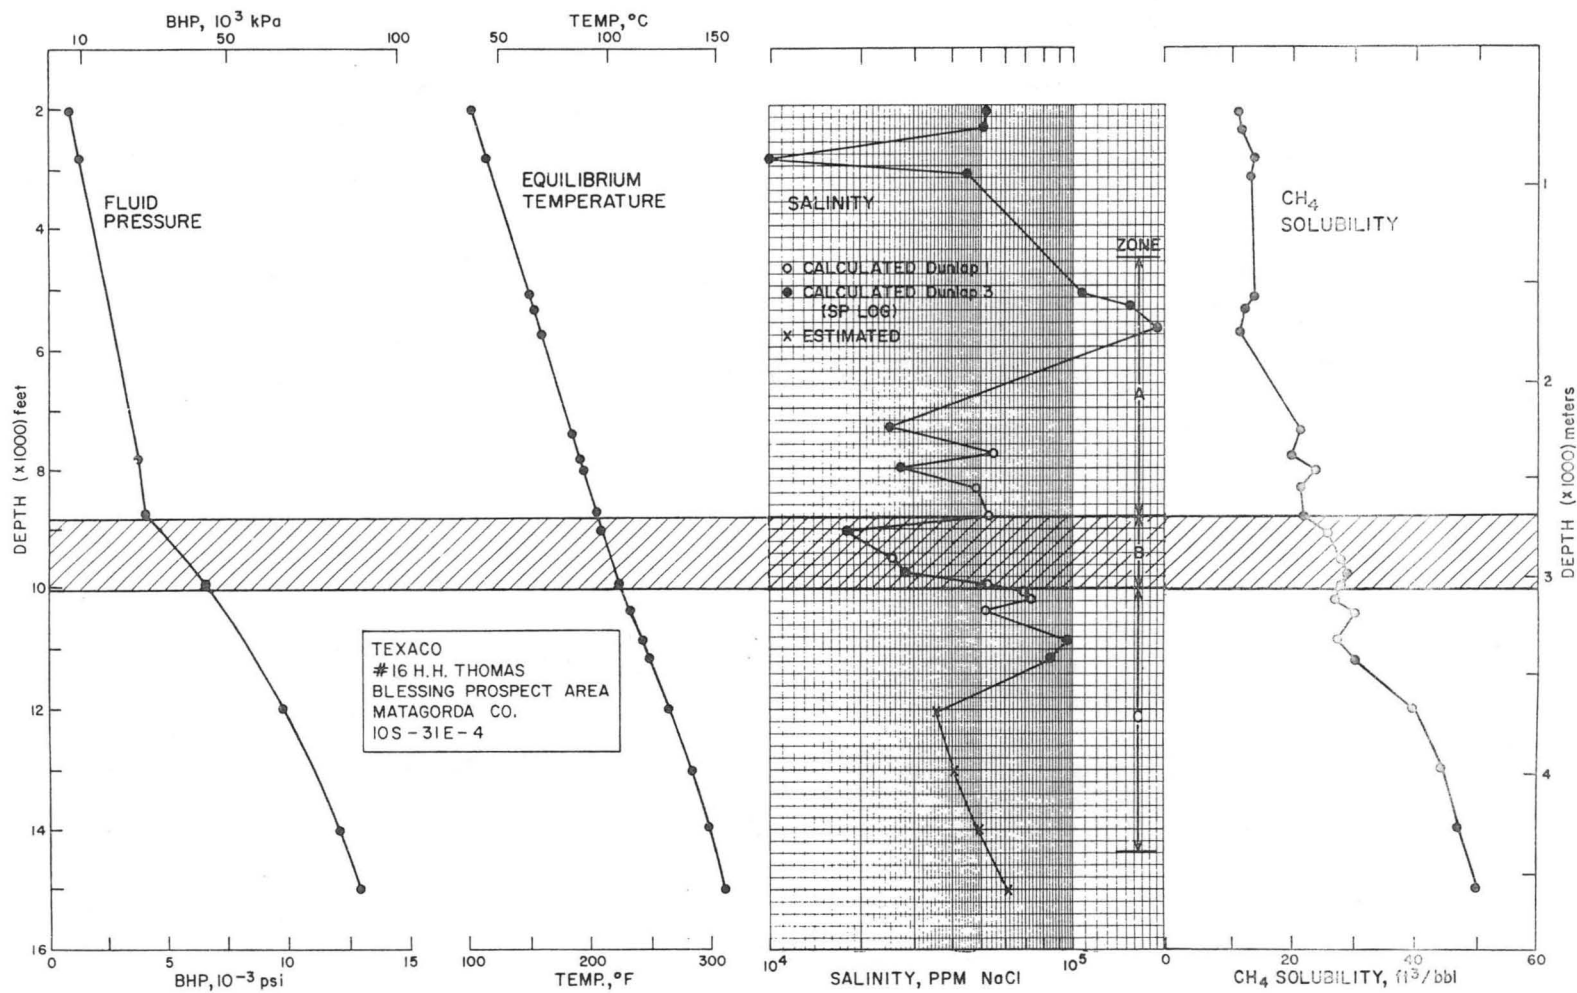 BHP, 10³ kPa
10 50 100
TEMP, °C
50 100 150
DEPTH (x1000) feet
2
4
6
8
10
12
14
16
FLUID
PRESSURE
EQUILIBRIUM
TEMPERATURE
SALINITY
O CALCULATED Dunlap 1
● CALCULATED Dunlap 3
(SP LOG)
x ESTIMATED
ZONE
A
B
C
CH₄
SOLUBILITY
TEXACO
#16 H.H. THOMAS
BLESSING PROSPECT AREA
MATAGORDA CO.
10S-31E-4
1
2
3
4
DEPTH (x1000) meters
0 5 10 15
BHP, 10⁻³ psi
100 200 300
TEMP., °F
10⁴ 10⁵
SALINITY, PPM NaCl
0 20 40 60
CH₄ SOLUBILITY, ft³/bbl